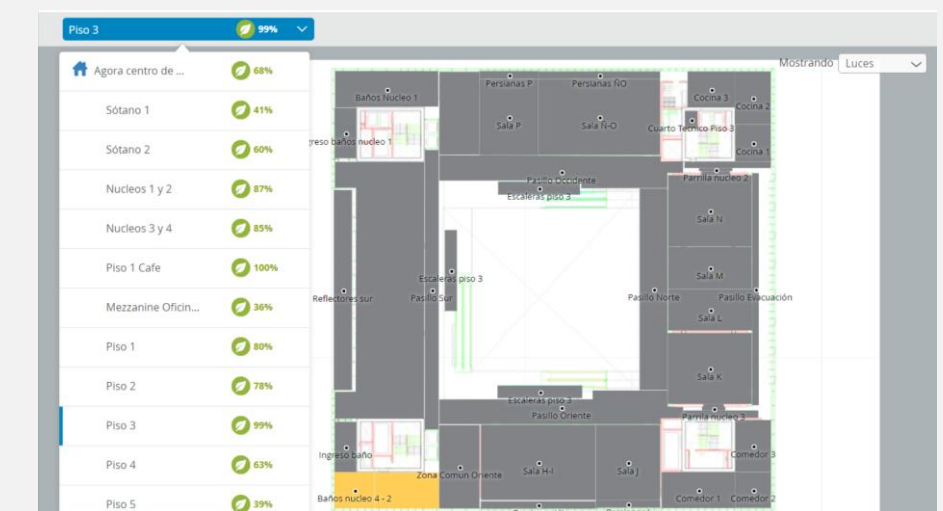 Piso 3 99%
Mostrando Luces
Agora centro de ... 68%
Sótano 1 41%
Sótano 2 60%
Nucleos 1 y 2 87%
Nucleos 3 y 4 85%
Piso 1 Cafe 100%
Mezzanine Oficin... 36%
Piso 1 80%
Piso 2 78%
Piso 3 99%
Piso 4 63%
Piso 5 39%
Persianas P
Persianas ÑO
Baños Nucleo 1
Cocina 3
Cocina 2
Sala P
Sala Ñ-O
Cuarto Tecnico Piso 3
greso baños nucleo 1
Cocina 1
Pasillo Occidente
Parrilla nucleo 2
Escaleras piso 3
Sala N
Escaleras piso 3
Sala M
Reflectores sur
Pasillo Sur
Pasillo Norte
Pasillo Evacuación
Sala L
Sala K
Escaleras piso 3
Pasillo Oriente
Parrilla nucleo 3
Ingreso baño
Comedor 3
Zona Común Oriente
Sala H-I
Sala J
Baños nucleo 4 - 2
Comedor 1
Comedor 2